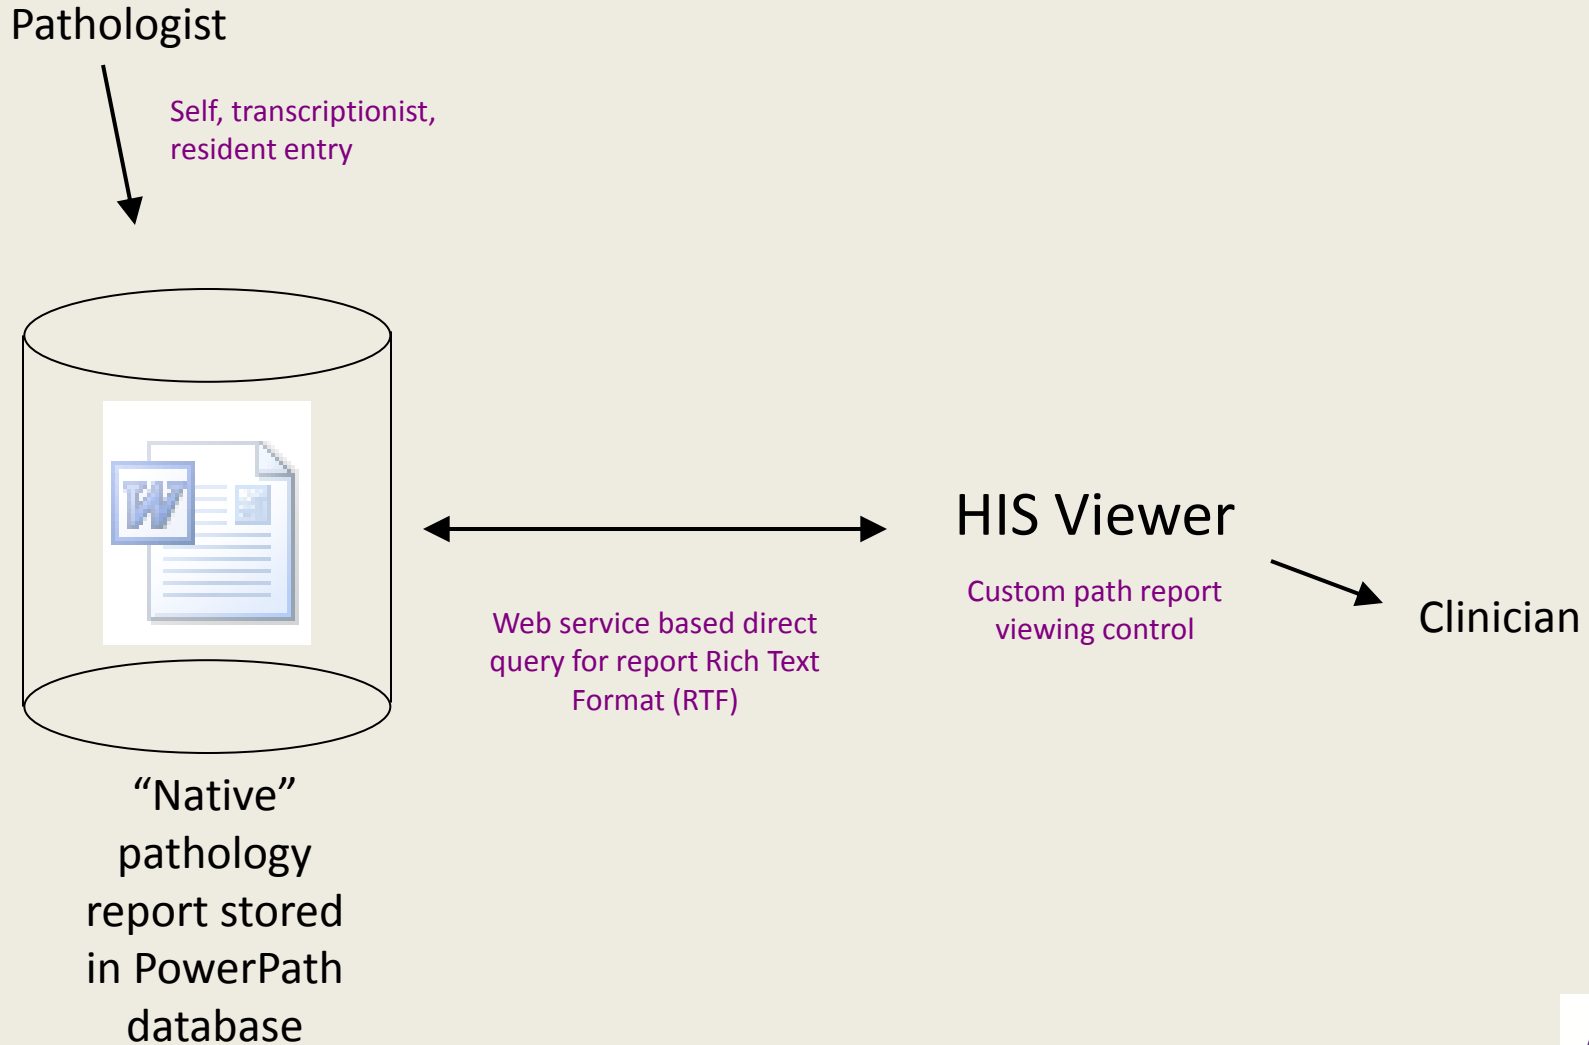 Pathologist
Self, transcriptionist,
resident entry
W
HIS Viewer
Custom path report
viewing control
Clinician
Web service based direct
query for report Rich Text
Format (RTF)
“Native”
pathology
report stored
in PowerPath
database